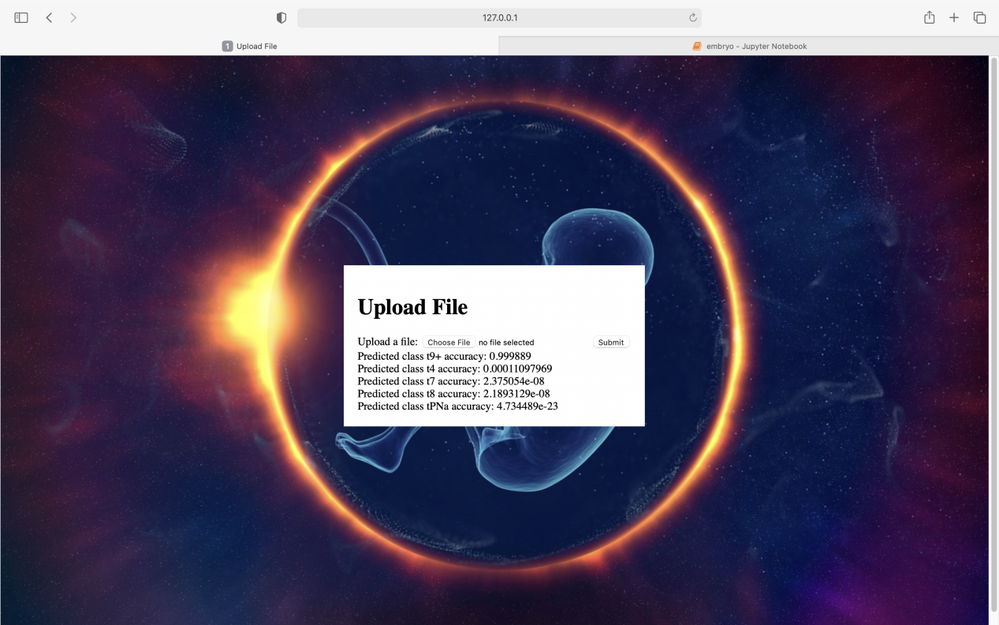 127.0.0.1
1 Upload File
embryo - Jupyter Notebook
Upload File
Upload a file: Choose File no file selected Submit
Predicted class t9+ accuracy: 0.999889
Predicted class t4 accuracy: 0.00011097969
Predicted class t7 accuracy: 2.375054e-08
Predicted class t8 accuracy: 2.1893129e-08
Predicted class tPNa accuracy: 4.734489e-23